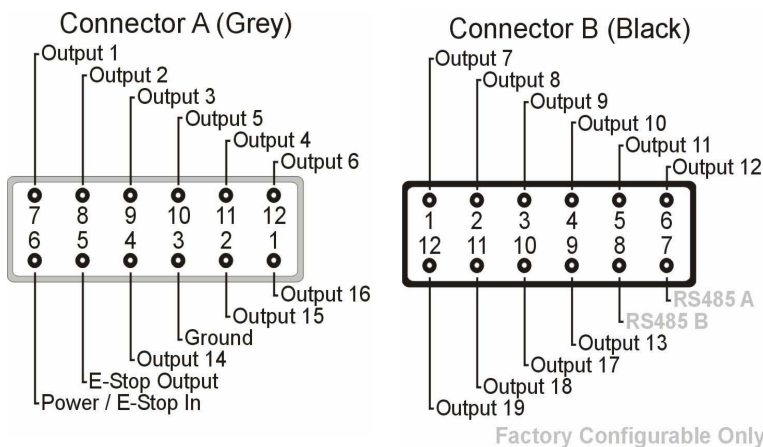 Connector A (Grey)
Output 1
Output 2
Output 3
Output 5
Output 4
Output 6
7 8 9 10 11 12
6 5 4 3 2 1
Output 16
Output 15
Ground
Output 14
E-Stop Output
Power / E-Stop In
Connector B (Black)
Output 7
Output 8
Output 9
Output 10
Output 11
Output 12
1 2 3 4 5 6
12 11 10 9 8 7
RS485 A
RS485 B
Output 13
Output 17
Output 18
Output 19
Factory Configurable Only